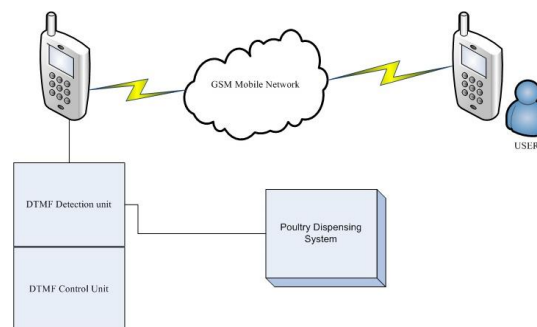 GSM Mobile Network
USER
DTMF Detection unit
Poultry Dispensing
System
DTMF Control Unit